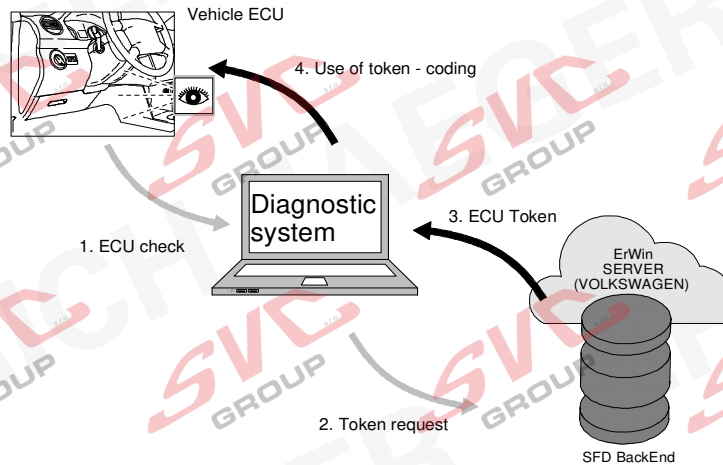 Vehicle ECU
4. Use of token - coding
Diagnostic
system
3. ECU Token
1. ECU check
ErWin
SERVER
(VOLKSWAGEN)
2. Token request
SFD BackEnd
SVC
s.r.o.
GROUP